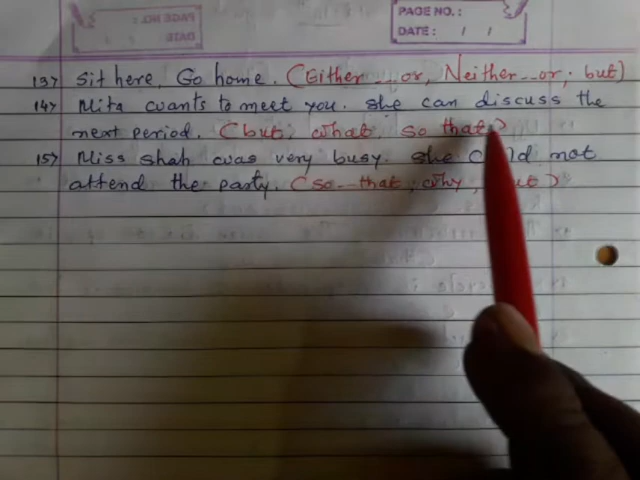 PAGE NO. :
DATE : / /
13> Sit here. Go home. (Either...or, Neither...or, but)
14> Mita wants to meet you. She can discuss the
next period. (but, what, so that)
15> Miss Shah was very busy. She not
attend the party. (so - that, why,